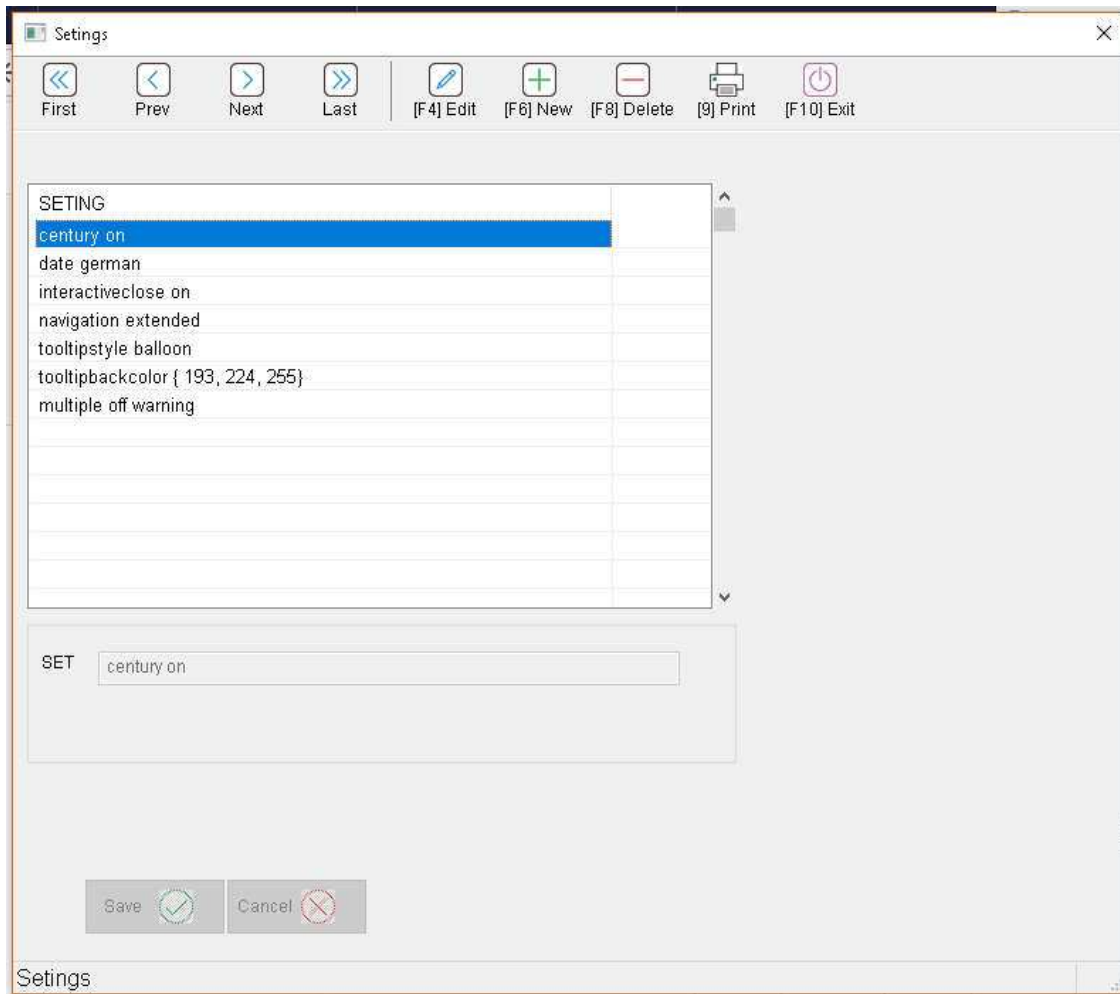 Setings
First Prev Next Last [F4] Edit [F6] New [F8] Delete [9] Print [F10] Exit
SETING
century on
date german
interactiveclose on
navigation extended
tooltipstyle balloon
tooltipbackcolor { 193, 224, 255}
multiple off warning
SET century on
Save Cancel
Setings